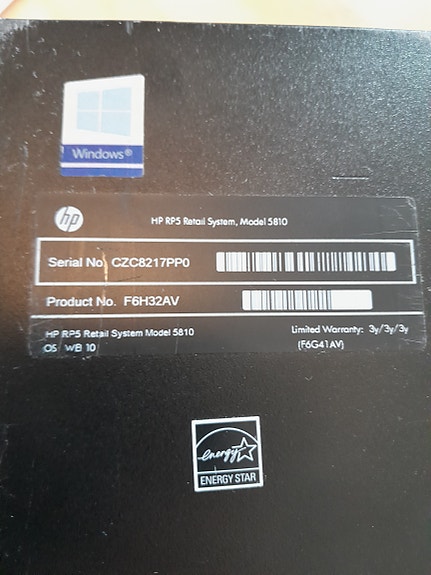 Windows®
hp
HP RP5 Retail System, Model 5810
Serial No. CZC8217PP0
Product No. F6H32AV
HP RP5 Retail System Model 5810
Limited Warranty: 3y/3y/3y
OS WB 10
(F6G41AV)
energy
ENERGY STAR